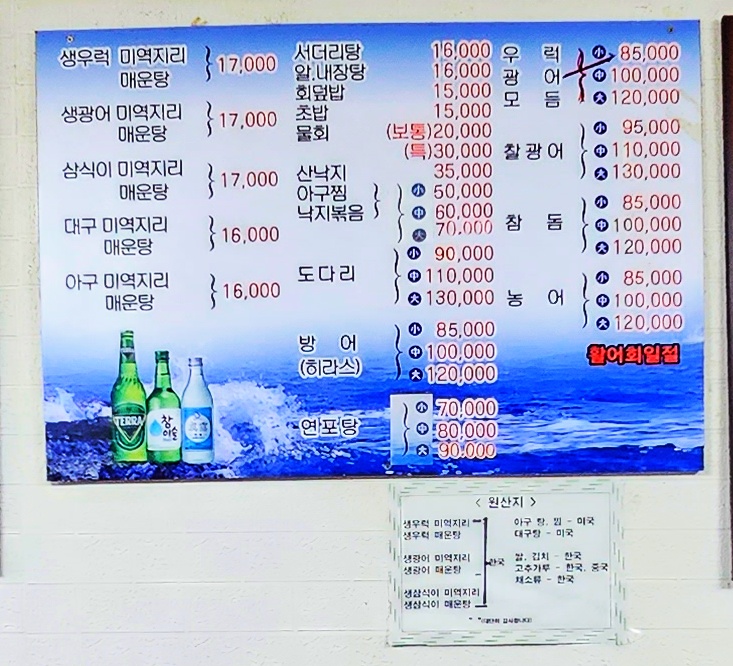 생우럭 미역지리
매운탕 17,000
생광어 미역지리
매운탕 17,000
삼식이 미역지리
매운탕 17,000
대구 미역지리
매운탕 16,000
아구 미역지리
매운탕 16,000
서더리탕 16,000
알.내장탕 16,000
회덮밥 15,000
초밥 15,000
물회 (보통)20,000
(특)30,000
산낙지 35,000
아구찜 小 50,000
낙지볶음 中 60,000
大 70,000
도다리 小 90,000
中 110,000
大 130,000
방어 小 85,000
(히라스) 中 100,000
大 120,000
연포탕 小 70,000
中 80,000
大 90,000
우럭 小 85,000
광어 中 100,000
모듬 大 120,000
찰광어 小 95,000
中 110,000
大 130,000
참돔 小 85,000
中 100,000
大 120,000
농어 小 85,000
中 100,000
大 120,000
활어회일절
TERRA
참이슬
< 원산지 >
생우럭 미역지리
생우럭 매운탕
생광어 미역지리
생광어 매운탕
생삼식이 미역지리
생삼식이 매운탕
한국
아구 탕, 찜 - 미국
대구탕 - 미국
쌀, 김치 - 한국
고추가루 - 한국, 중국
채소류 - 한국